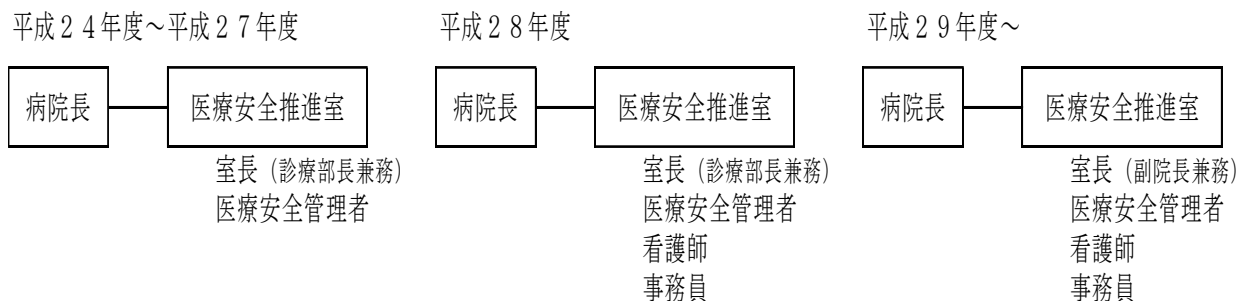 平成２４年度～平成２７年度
病院長
医療安全推進室
室長（診療部長兼務）
医療安全管理者
平成２８年度
病院長
医療安全推進室
室長（診療部長兼務）
医療安全管理者
看護師
事務員
平成２９年度～
病院長
医療安全推進室
室長（副院長兼務）
医療安全管理者
看護師
事務員